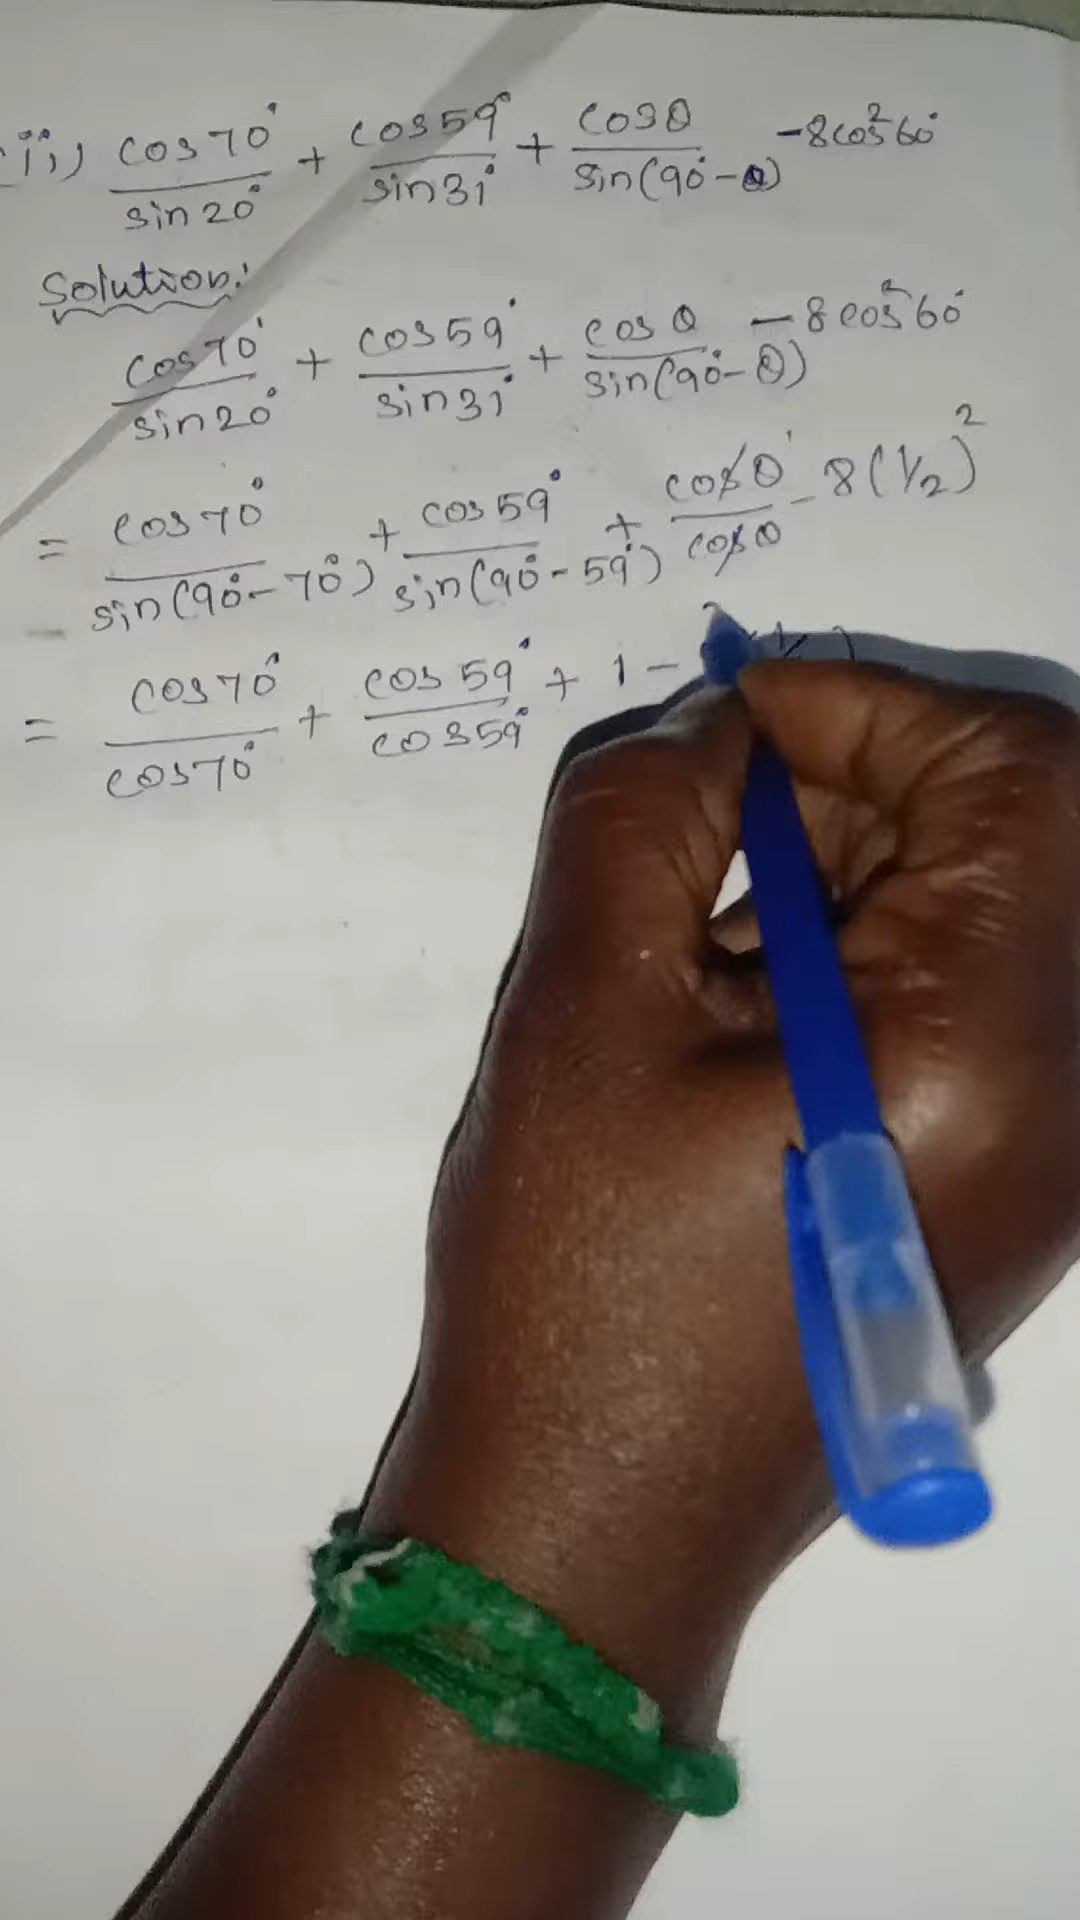 ii) cos70°/sin20° + cos59°/sin31° + cosθ/sin(90°-θ) -8cos²60°
Solution:
cos70°/sin20° + cos59°/sin31° + cosθ/sin(90°-θ) -8cos²60°
= cos70°/sin(90°-70°) + cos59°/sin(90°-59°) + cosθ/cosθ 1 -8(1/2)²
= cos70°/cos70° + cos59°/cos59° + 1 -